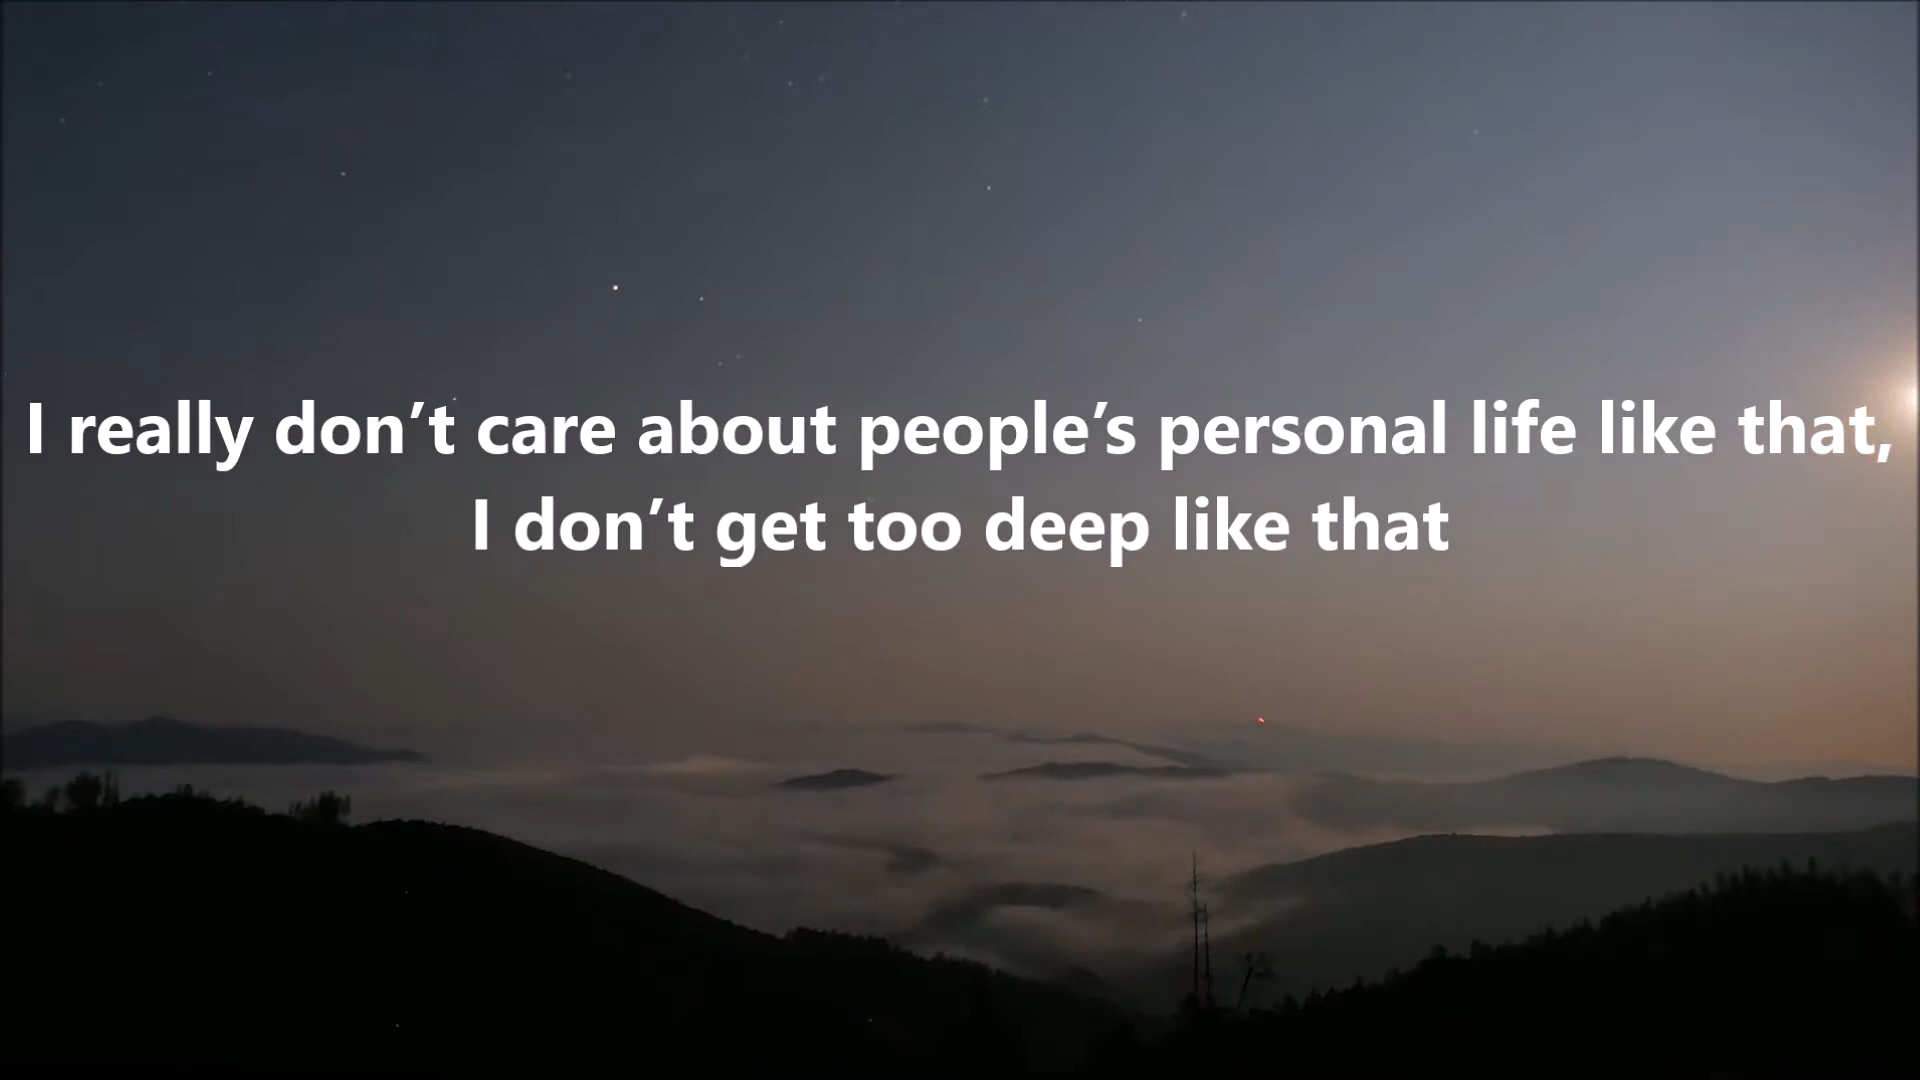 I really don’t care about people’s personal life like that,
I don’t get too deep like that